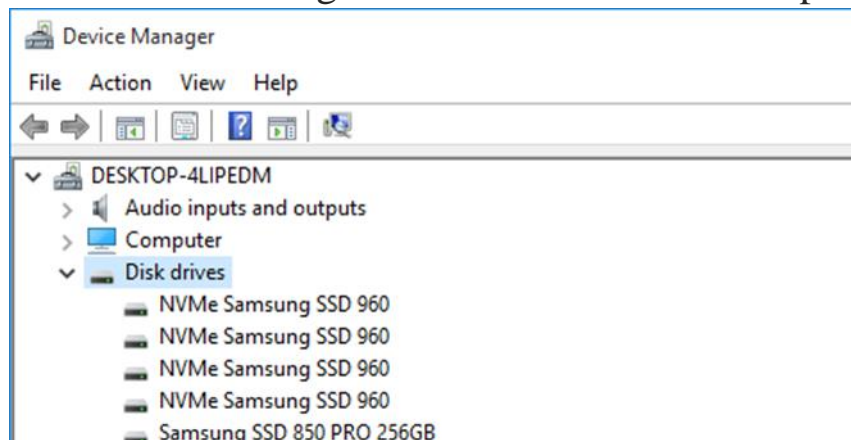 Device Manager
File Action View Help
DESKTOP-4LIPEDM
Audio inputs and outputs
Computer
Disk drives
NVMe Samsung SSD 960
NVMe Samsung SSD 960
NVMe Samsung SSD 960
NVMe Samsung SSD 960
Samsung SSD 850 PRO 256GB